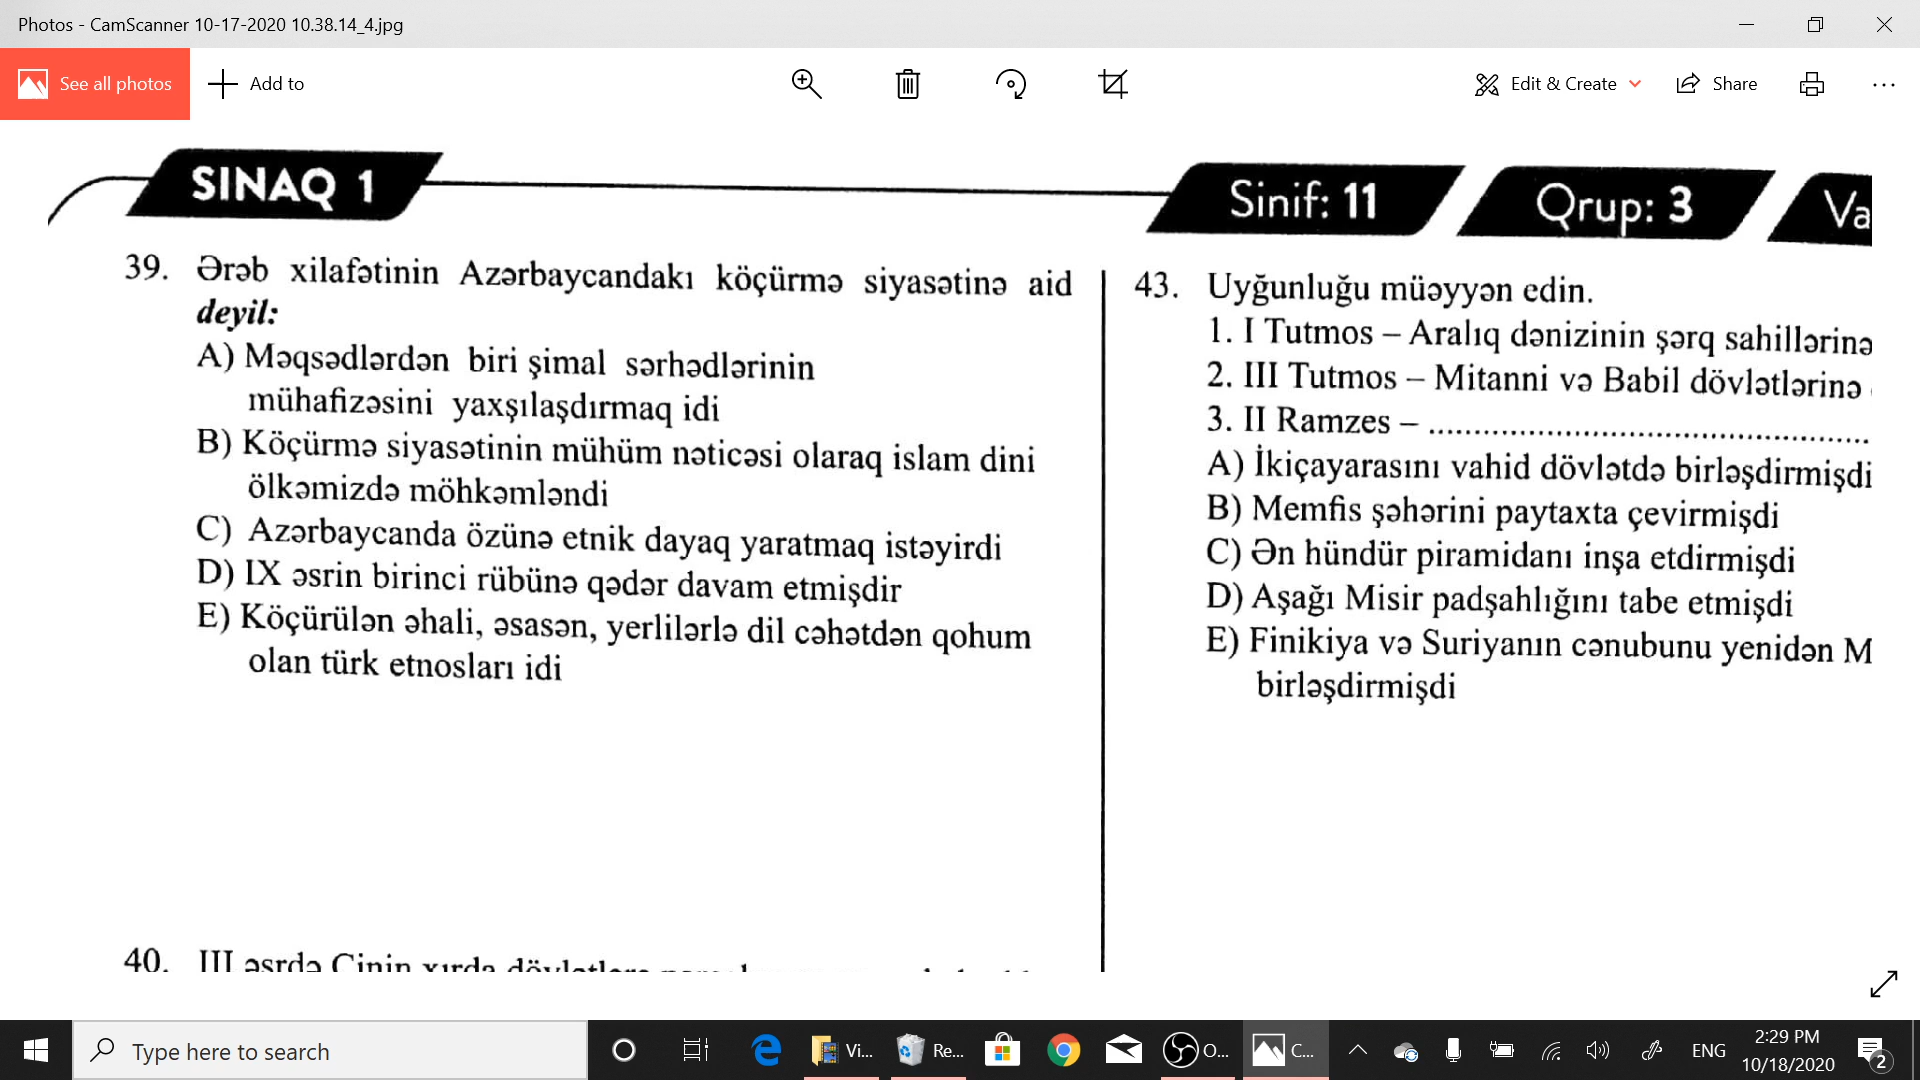 Photos - CamScanner 10-17-2020 10.38.14_4.jpg
See all photos
Add to
Edit & Create
Share
SINAQ 1
Sinif: 11
Qrup: 3
Va
39. Ərəb xilafətinin Azərbaycandakı köçürmə siyasətinə aid
deyil:
A) Məqsədlərdən biri şimal sərhədlərinin
mühafizəsini yaxşılaşdırmaq idi
B) Köçürmə siyasətinin mühüm nəticəsi olaraq islam dini
ölkəmizdə möhkəmləndi
C) Azərbaycanda özünə etnik dayaq yaratmaq istəyirdi
D) IX əsrin birinci rübünə qədər davam etmişdir
E) Köçürülən əhali, əsasən, yerlilərlə dil cəhətdən qohum
olan türk etnosları idi
40. III əsrdə Çinin xırda dövlətlərə
43. Uyğunluğu müəyyən edin.
1. I Tutmos – Aralıq dənizinin şərq sahillərinə
2. III Tutmos – Mitanni və Babil dövlətlərinə
3. II Ramzes – ................................................
A) İkiçayarasını vahid dövlətdə birləşdirmişdi
B) Memfis şəhərini paytaxta çevirmişdi
C) Ən hündür piramidanı inşa etdirmişdi
D) Aşağı Misir padşahlığını tabe etmişdi
E) Finikiya və Suriyanın cənubunu yenidən M
birləşdirmişdi
Type here to search
Vi...
Re...
O...
C...
ENG
2:29 PM
10/18/2020
2